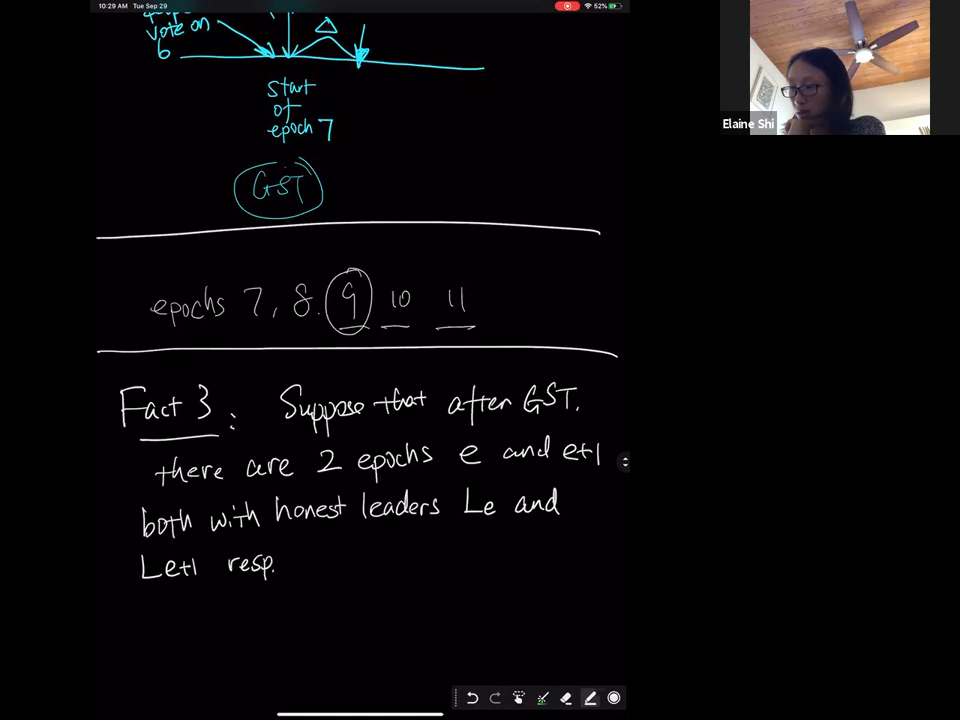 10:29 AM Tue Sep 29
52%
vote on
b
Δ
start
of
epoch 7
GST
epochs 7, 8. 9 10 11
Fact 3: Suppose that after GST.
there are 2 epochs e and e+1
both with honest leaders Le and
Le+1 resp.
Elaine Shi